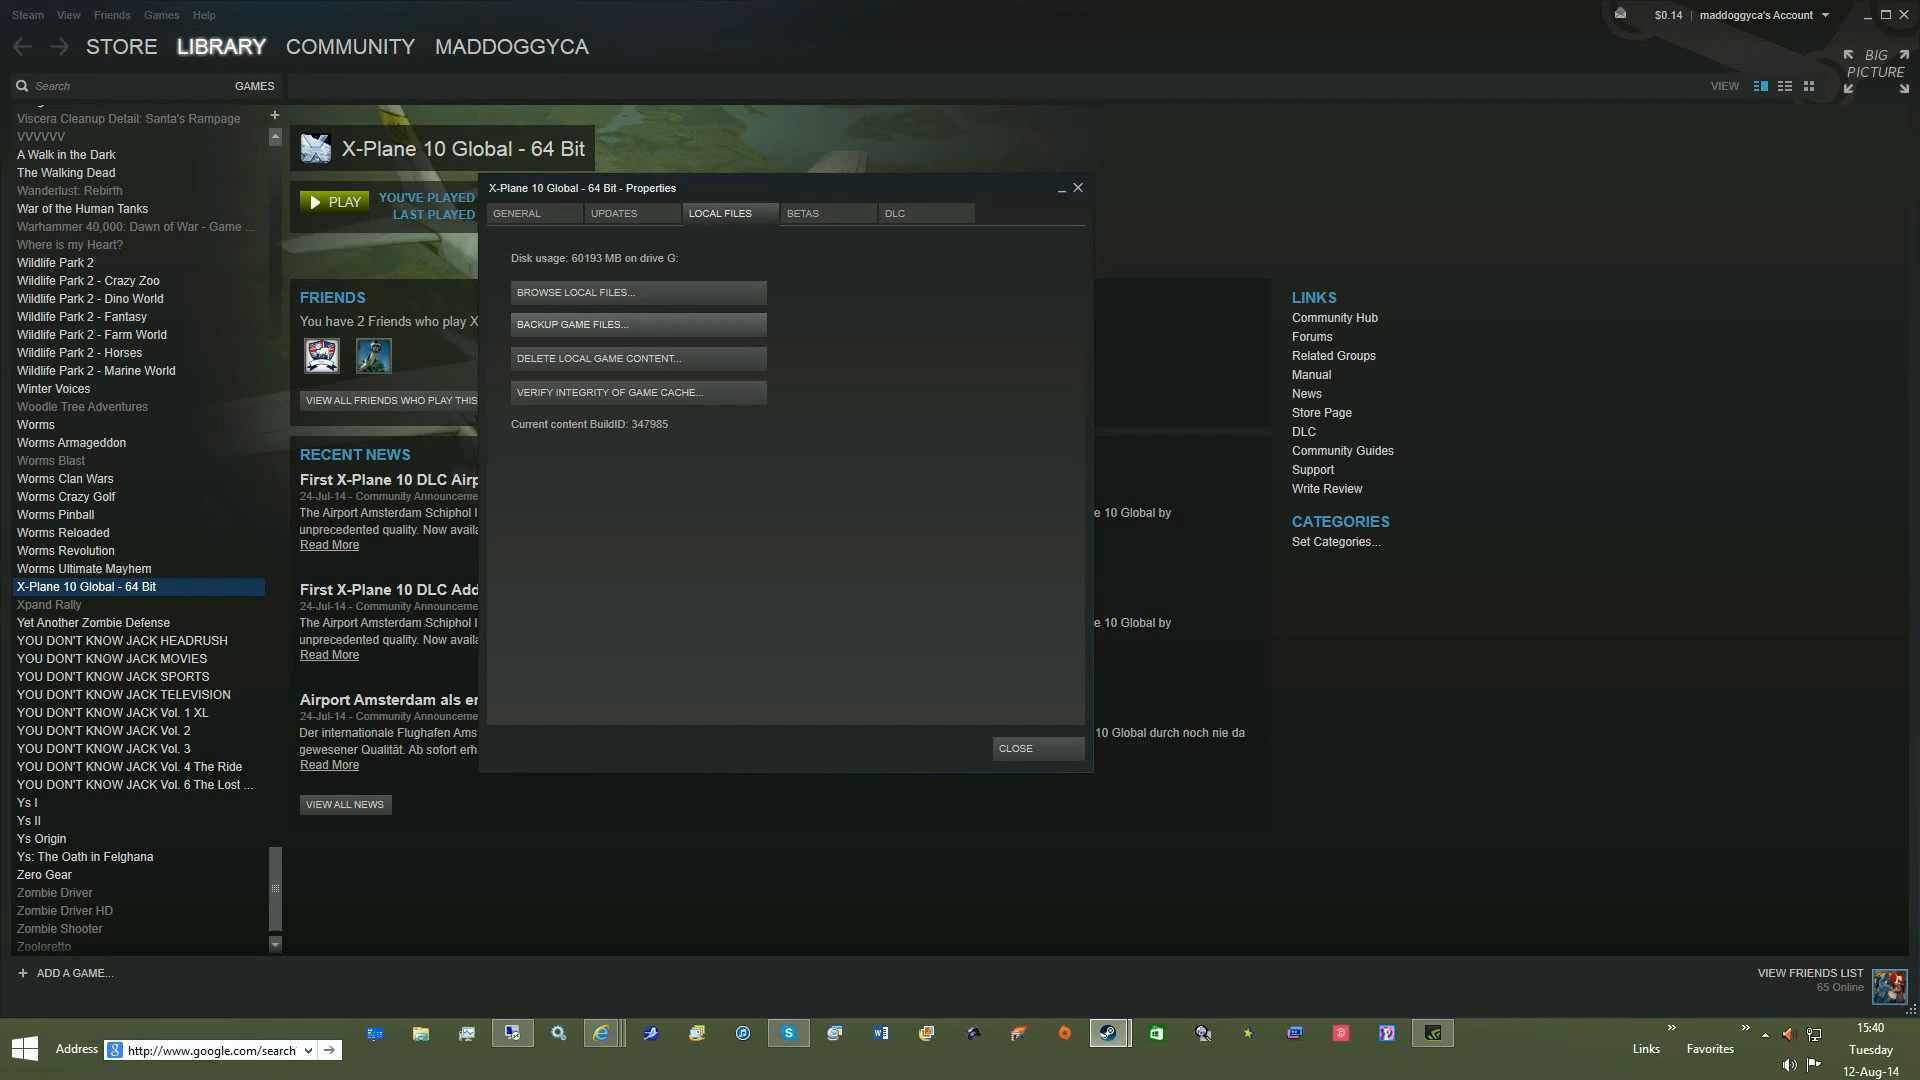 Steam View Friends Games Help
$0.14 | maddoggyca's Account
STORE LIBRARY COMMUNITY MADDOGGYCA
BIG
PICTURE
Search GAMES
VIEW
Viscera Cleanup Detail: Santa's Rampage
VVVVVV
A Walk in the Dark
The Walking Dead
Wanderlust: Rebirth
War of the Human Tanks
Warhammer 40,000: Dawn of War - Game ...
Where is my Heart?
Wildlife Park 2
Wildlife Park 2 - Crazy Zoo
Wildlife Park 2 - Dino World
Wildlife Park 2 - Fantasy
Wildlife Park 2 - Farm World
Wildlife Park 2 - Horses
Wildlife Park 2 - Marine World
Winter Voices
Woodle Tree Adventures
Worms
Worms Armageddon
Worms Blast
Worms Clan Wars
Worms Crazy Golf
Worms Pinball
Worms Reloaded
Worms Revolution
Worms Ultimate Mayhem
X-Plane 10 Global - 64 Bit
Xpand Rally
Yet Another Zombie Defense
YOU DON'T KNOW JACK HEADRUSH
YOU DON'T KNOW JACK MOVIES
YOU DON'T KNOW JACK SPORTS
YOU DON'T KNOW JACK TELEVISION
YOU DON'T KNOW JACK Vol. 1 XL
YOU DON'T KNOW JACK Vol. 2
YOU DON'T KNOW JACK Vol. 3
YOU DON'T KNOW JACK Vol. 4 The Ride
YOU DON'T KNOW JACK Vol. 6 The Lost ...
Ys I
Ys II
Ys Origin
Ys: The Oath in Felghana
Zero Gear
Zombie Driver
Zombie Driver HD
Zombie Shooter
Zooloretto
+ ADD A GAME...
X-Plane 10 Global - 64 Bit
PLAY
YOU'VE PLAYED
LAST PLAYED
FRIENDS
You have 2 Friends who play X
VIEW ALL FRIENDS WHO PLAY THIS
RECENT NEWS
First X-Plane 10 DLC Airp
24-Jul-14 - Community Announceme
The Airport Amsterdam Schiphol I
e 10 Global by
unprecedented quality. Now availa
Read More
First X-Plane 10 DLC Add
24-Jul-14 - Community Announceme
The Airport Amsterdam Schiphol I
e 10 Global by
unprecedented quality. Now availa
Read More
Airport Amsterdam als er
24-Jul-14 - Community Announceme
Der internationale Flughafen Ams
10 Global durch noch nie da
gewesener Qualität. Ab sofort erh
Read More
VIEW ALL NEWS
X-Plane 10 Global - 64 Bit - Properties
GENERAL UPDATES LOCAL FILES BETAS DLC
Disk usage: 60193 MB on drive G:
BROWSE LOCAL FILES...
BACKUP GAME FILES...
DELETE LOCAL GAME CONTENT...
VERIFY INTEGRITY OF GAME CACHE...
Current content BuildID: 347985
CLOSE
LINKS
Community Hub
Forums
Related Groups
Manual
News
Store Page
DLC
Community Guides
Support
Write Review
CATEGORIES
Set Categories...
VIEW FRIENDS LIST
65 Online
Address http://www.google.com/search
Links Favorites
15:40
Tuesday
12-Aug-14